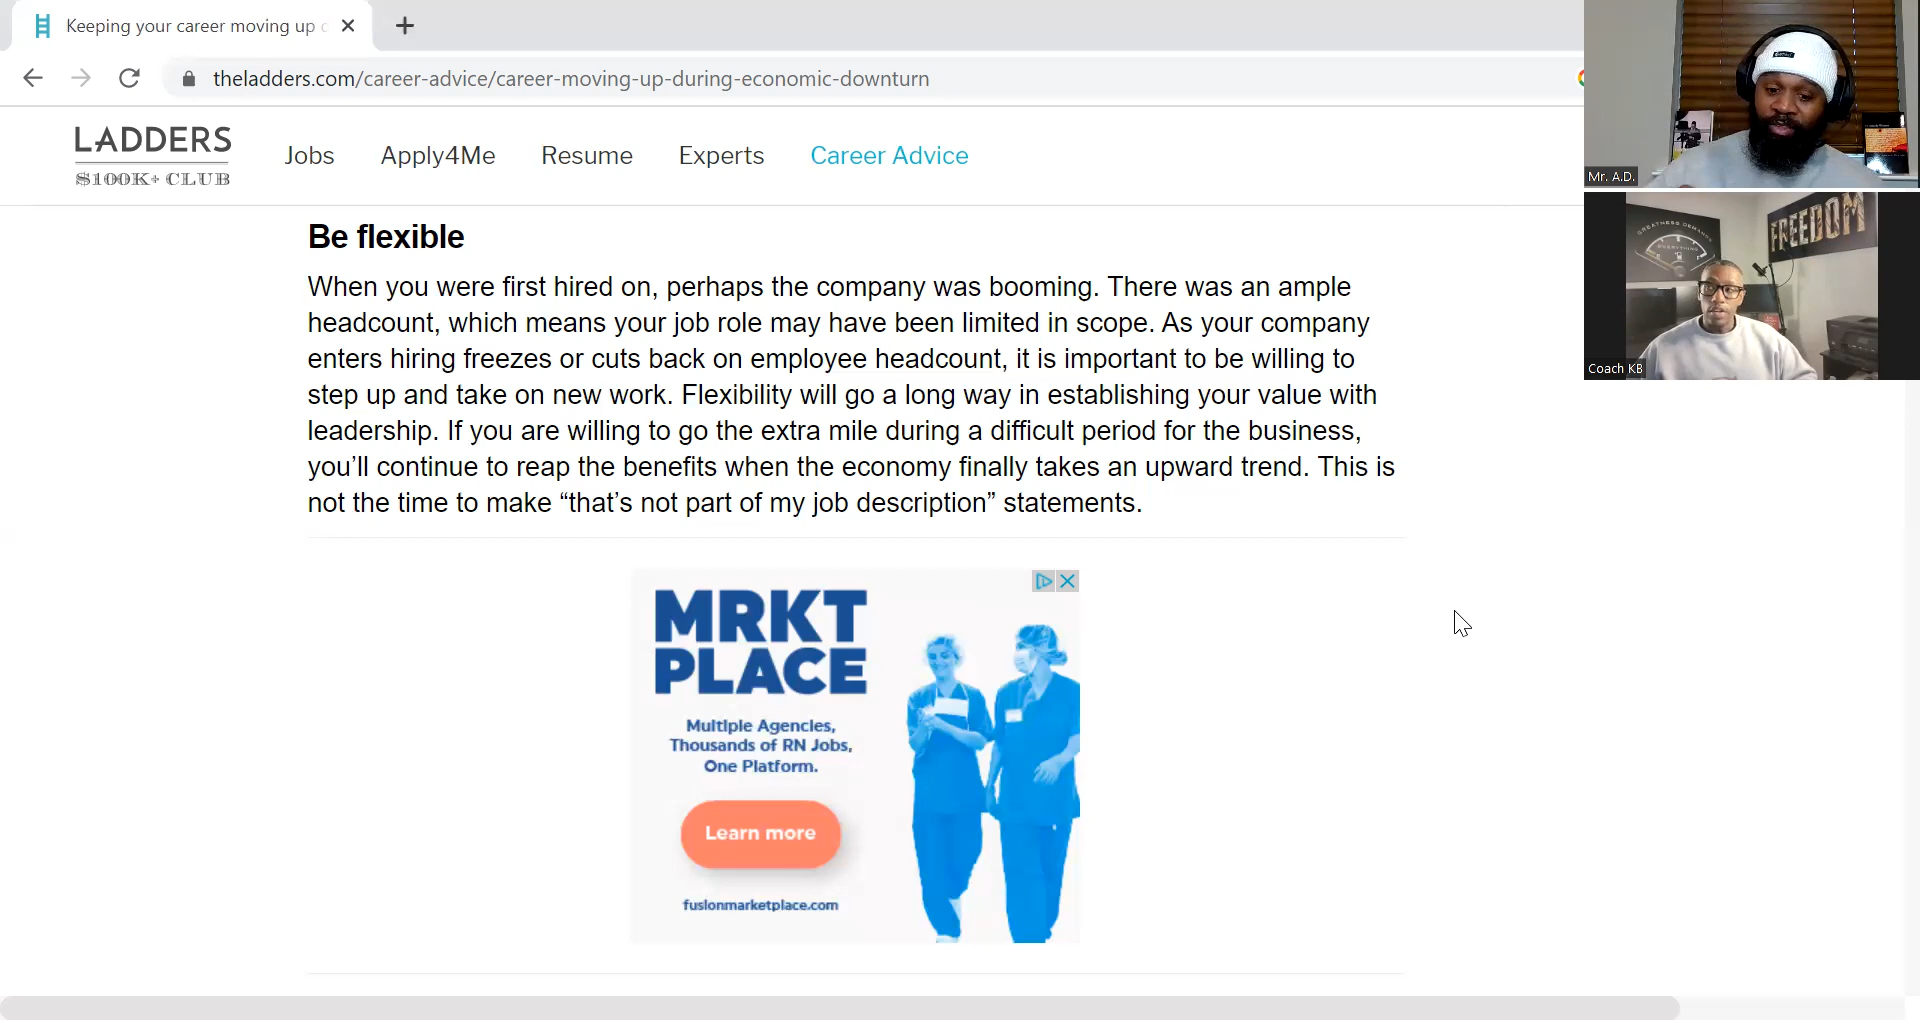 Keeping your career moving up
theladders.com/career-advice/career-moving-up-during-economic-downturn
LADDERS
$100K+ CLUB
Jobs
Apply4Me
Resume
Experts
Career Advice
Mr. A.D.
GREATNESS DEMANDS
EVERYTHING
FREEDOM
Coach KB
Be flexible
When you were first hired on, perhaps the company was booming. There was an ample
headcount, which means your job role may have been limited in scope. As your company
enters hiring freezes or cuts back on employee headcount, it is important to be willing to
step up and take on new work. Flexibility will go a long way in establishing your value with
leadership. If you are willing to go the extra mile during a difficult period for the business,
you’ll continue to reap the benefits when the economy finally takes an upward trend. This is
not the time to make “that’s not part of my job description” statements.
MRKT
PLACE
Multiple Agencies,
Thousands of RN Jobs,
One Platform.
Learn more
fusionmarketplace.com